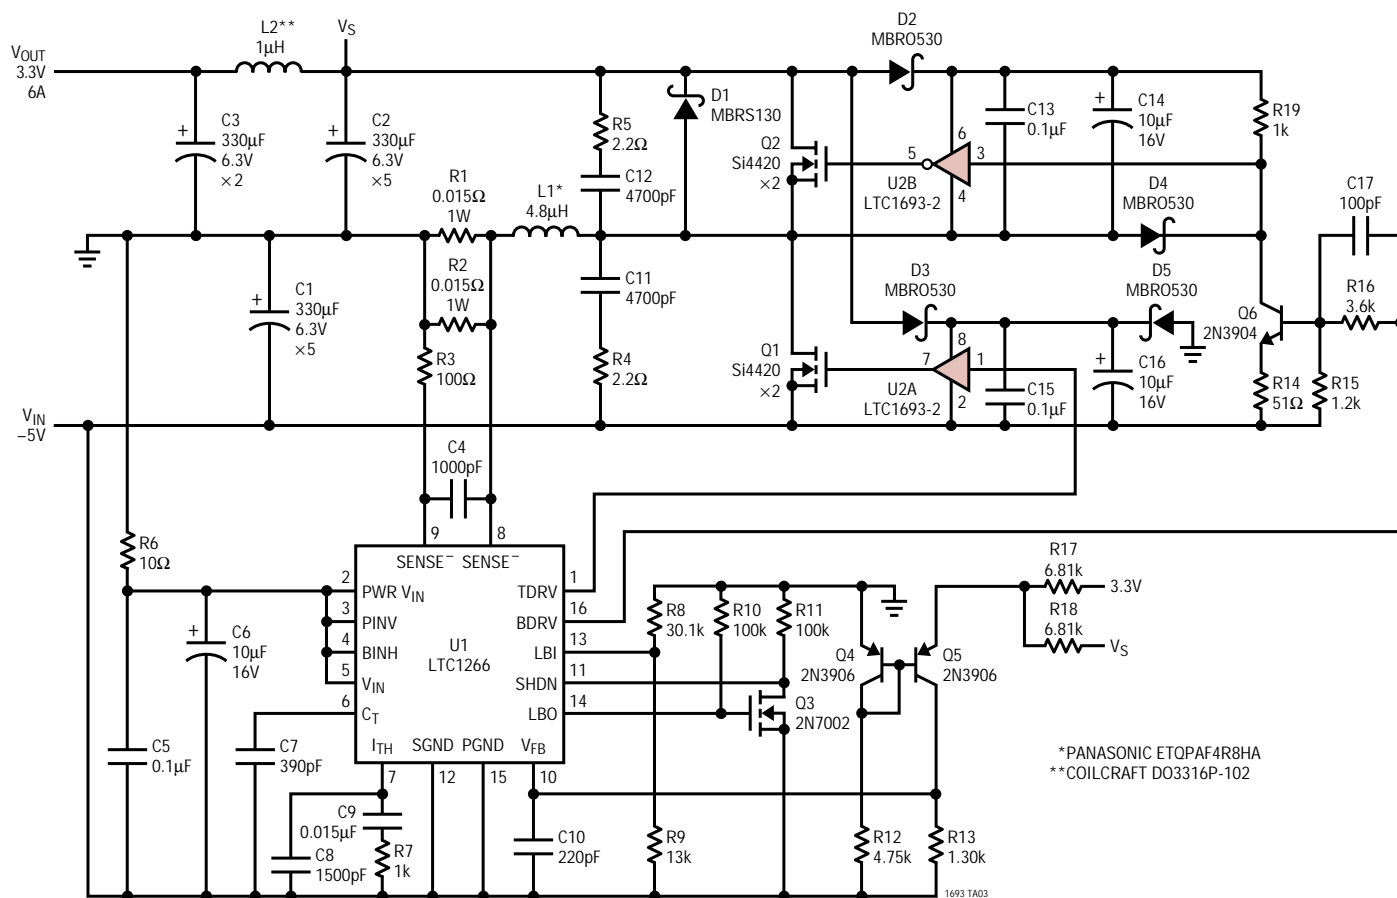 V_OUT
3.3V
6A
L2**
1µH
V_S
C3
330µF
6.3V
×2
+
C2
330µF
6.3V
×5
+
R5
2.2Ω
C12
4700pF
D1
MBRS130
D2
MBRO530
Q2
Si4420
×2
5
6
3
4
U2B
LTC1693-2
C13
0.1µF
+
C14
10µF
16V
R19
1k
D4
MBRO530
C17
100pF
R1
0.015Ω
1W
L1*
4.8µH
R2
0.015Ω
1W
C11
4700pF
+
C1
330µF
6.3V
×5
R3
100Ω
R4
2.2Ω
D3
MBRO530
D5
MBRO530
Q6
2N3904
R16
3.6k
Q1
Si4420
×2
7
8
1
2
U2A
LTC1693-2
C15
0.1µF
+
C16
10µF
16V
R14
51Ω
R15
1.2k
V_IN
–5V
C4
1000pF
9
8
SENSE–
SENSE–
R6
10Ω
2
PWR V_IN
3
PINV
4
BINH
5
V_IN
6
C_T
U1
LTC1266
TDRV
1
BDRV
16
LBI
13
SHDN
11
LBO
14
I_TH
SGND
PGND
V_FB
7
12
15
10
+
C6
10µF
16V
C5
0.1µF
C7
390pF
C9
0.015µF
C8
1500pF
R7
1k
C10
220pF
R8
30.1k
R10
100k
R11
100k
Q3
2N7002
Q4
2N3906
Q5
2N3906
R17
6.81k
3.3V
R18
6.81k
V_S
R9
13k
R12
4.75k
R13
1.30k
*PANASONIC ETQPAF4R8HA
**COILCRAFT DO3316P-102
1693 TA03